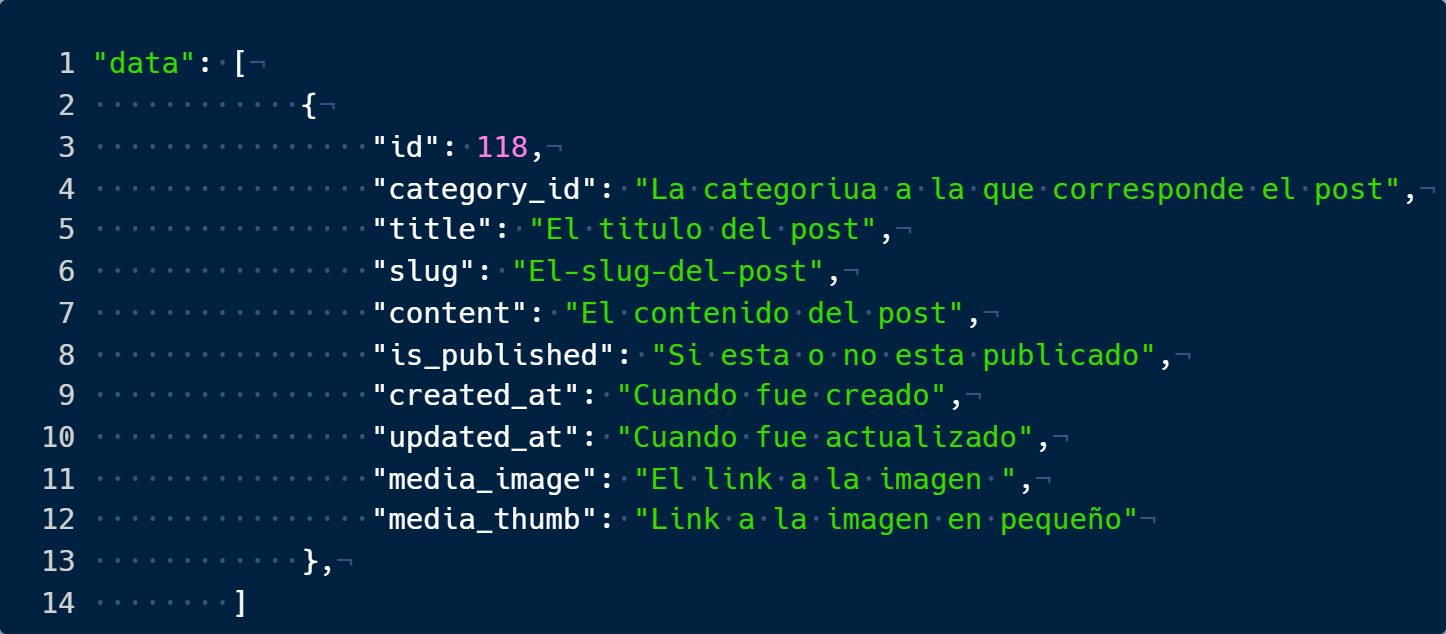 1 "data": [¬
2 ············{¬
3 ················"id":·118,¬
4 ················"category_id":·"La·categoriua·a·la·que·corresponde·el·post",¬
5 ················"title":·"El·titulo·del·post",¬
6 ················"slug":·"El-slug-del-post",¬
7 ················"content":·"El·contenido·del·post",¬
8 ················"is_published":·"Si·esta·o·no·esta·publicado",¬
9 ················"created_at":·"Cuando·fue·creado",¬
10 ················"updated_at":·"Cuando·fue·actualizado",¬
11 ················"media_image":·"El·link·a·la·imagen·",¬
12 ················"media_thumb":·"Link·a·la·imagen·en·pequeño"¬
13 ············},¬
14 ········]